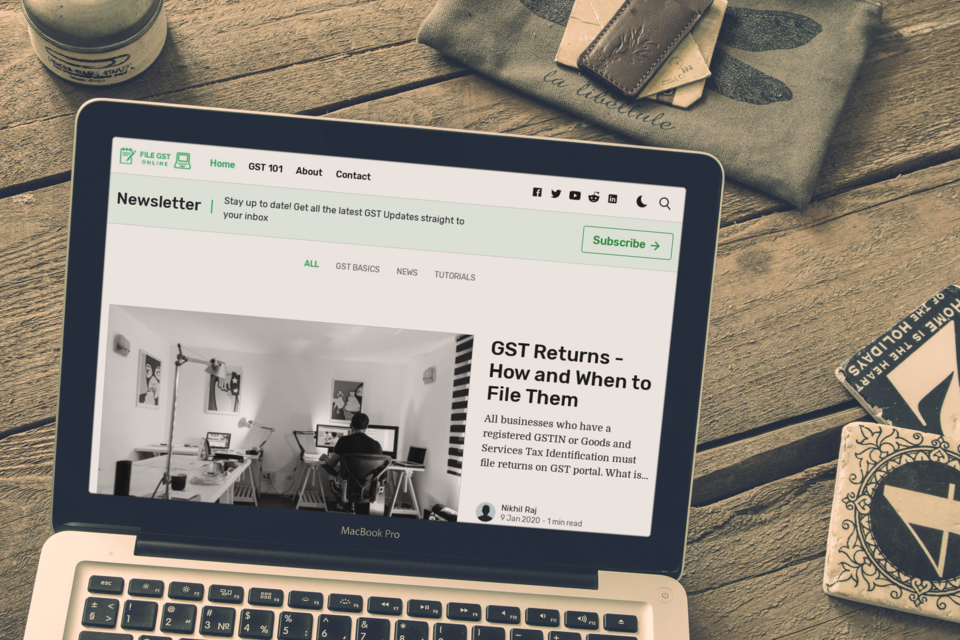 la libellule
HOME IS THE HEART
OF THE HOLIDAYS
FILE GST
ONLINE
Home GST 101 About Contact
Newsletter
Stay up to date! Get all the latest GST Updates straight to
your inbox
Subscribe →
ALL GST BASICS NEWS TUTORIALS
GST Returns -
How and When to
File Them
All businesses who have a
registered GSTIN or Goods and
Services Tax Identification must
file returns on GST portal. What is...
Nikhil Raj
9 Jan 2020 - 1 min read
MacBook Pro
esc